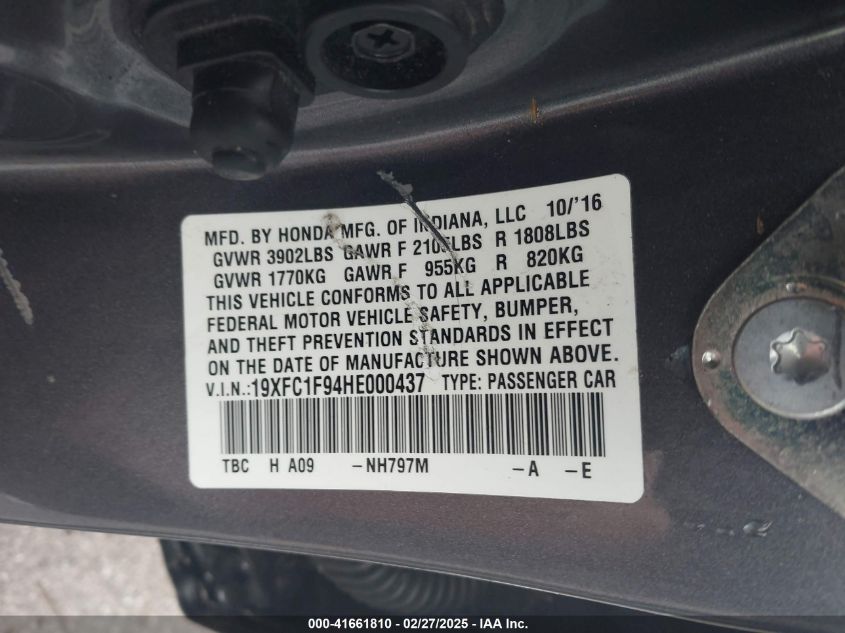 MFD. BY HONDA MFG. OF INDIANA, LLC 10/'16
GVWR 3902LBS GAWR F 2105LBS R 1808LBS
GVWR 1770KG GAWR F 955KG R 820KG
THIS VEHICLE CONFORMS TO ALL APPLICABLE
FEDERAL MOTOR VEHICLE SAFETY, BUMPER,
AND THEFT PREVENTION STANDARDS IN EFFECT
ON THE DATE OF MANUFACTURE SHOWN ABOVE.
V.I.N.:19XFC1F94HE000437 TYPE: PASSENGER CAR
TBC H A09 -NH797M -A -E
000-41661810 / 02/27/2025 - IAA Inc.